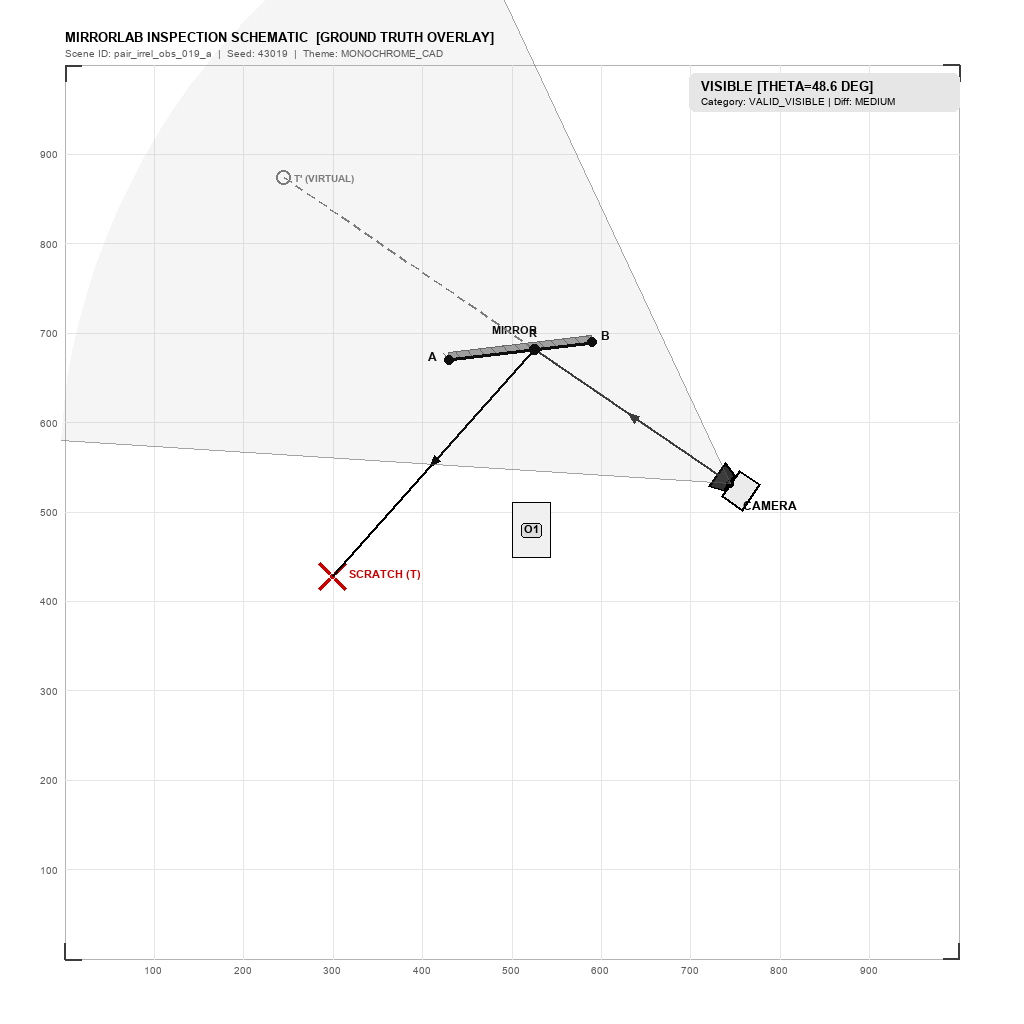 MIRRORLAB INSPECTION SCHEMATIC [GROUND TRUTH OVERLAY]
Scene ID: pair_irrel_obs_019_a | Seed: 43019 | Theme: MONOCHROME_CAD
VISIBLE [THETA=48.6 DEG]
Category: VALID_VISIBLE | Diff: MEDIUM
900
T' (VIRTUAL)
800
700
MIRROR
R
B
A
600
500
CAMERA
O1
SCRATCH (T)
400
300
200
100
100 200 300 400 500 600 700 800 900